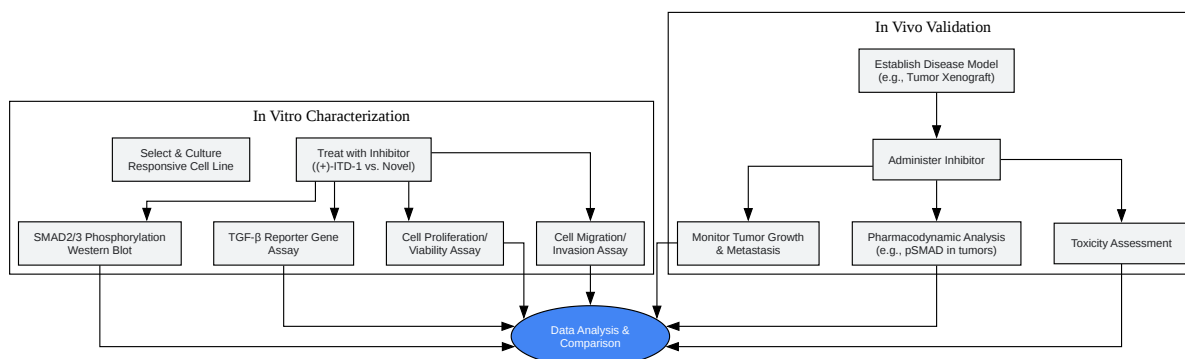 In Vivo Validation
Establish Disease Model
(e.g., Tumor Xenograft)
Administer Inhibitor
Monitor Tumor Growth
& Metastasis
Pharmacodynamic Analysis
(e.g., pSMAD in tumors)
Toxicity Assessment
In Vitro Characterization
Select & Culture
Responsive Cell Line
Treat with Inhibitor
((+)-ITD-1 vs. Novel)
SMAD2/3 Phosphorylation
Western Blot
TGF-β Reporter Gene
Assay
Cell Proliferation/
Viability Assay
Cell Migration/
Invasion Assay
Data Analysis &
Comparison